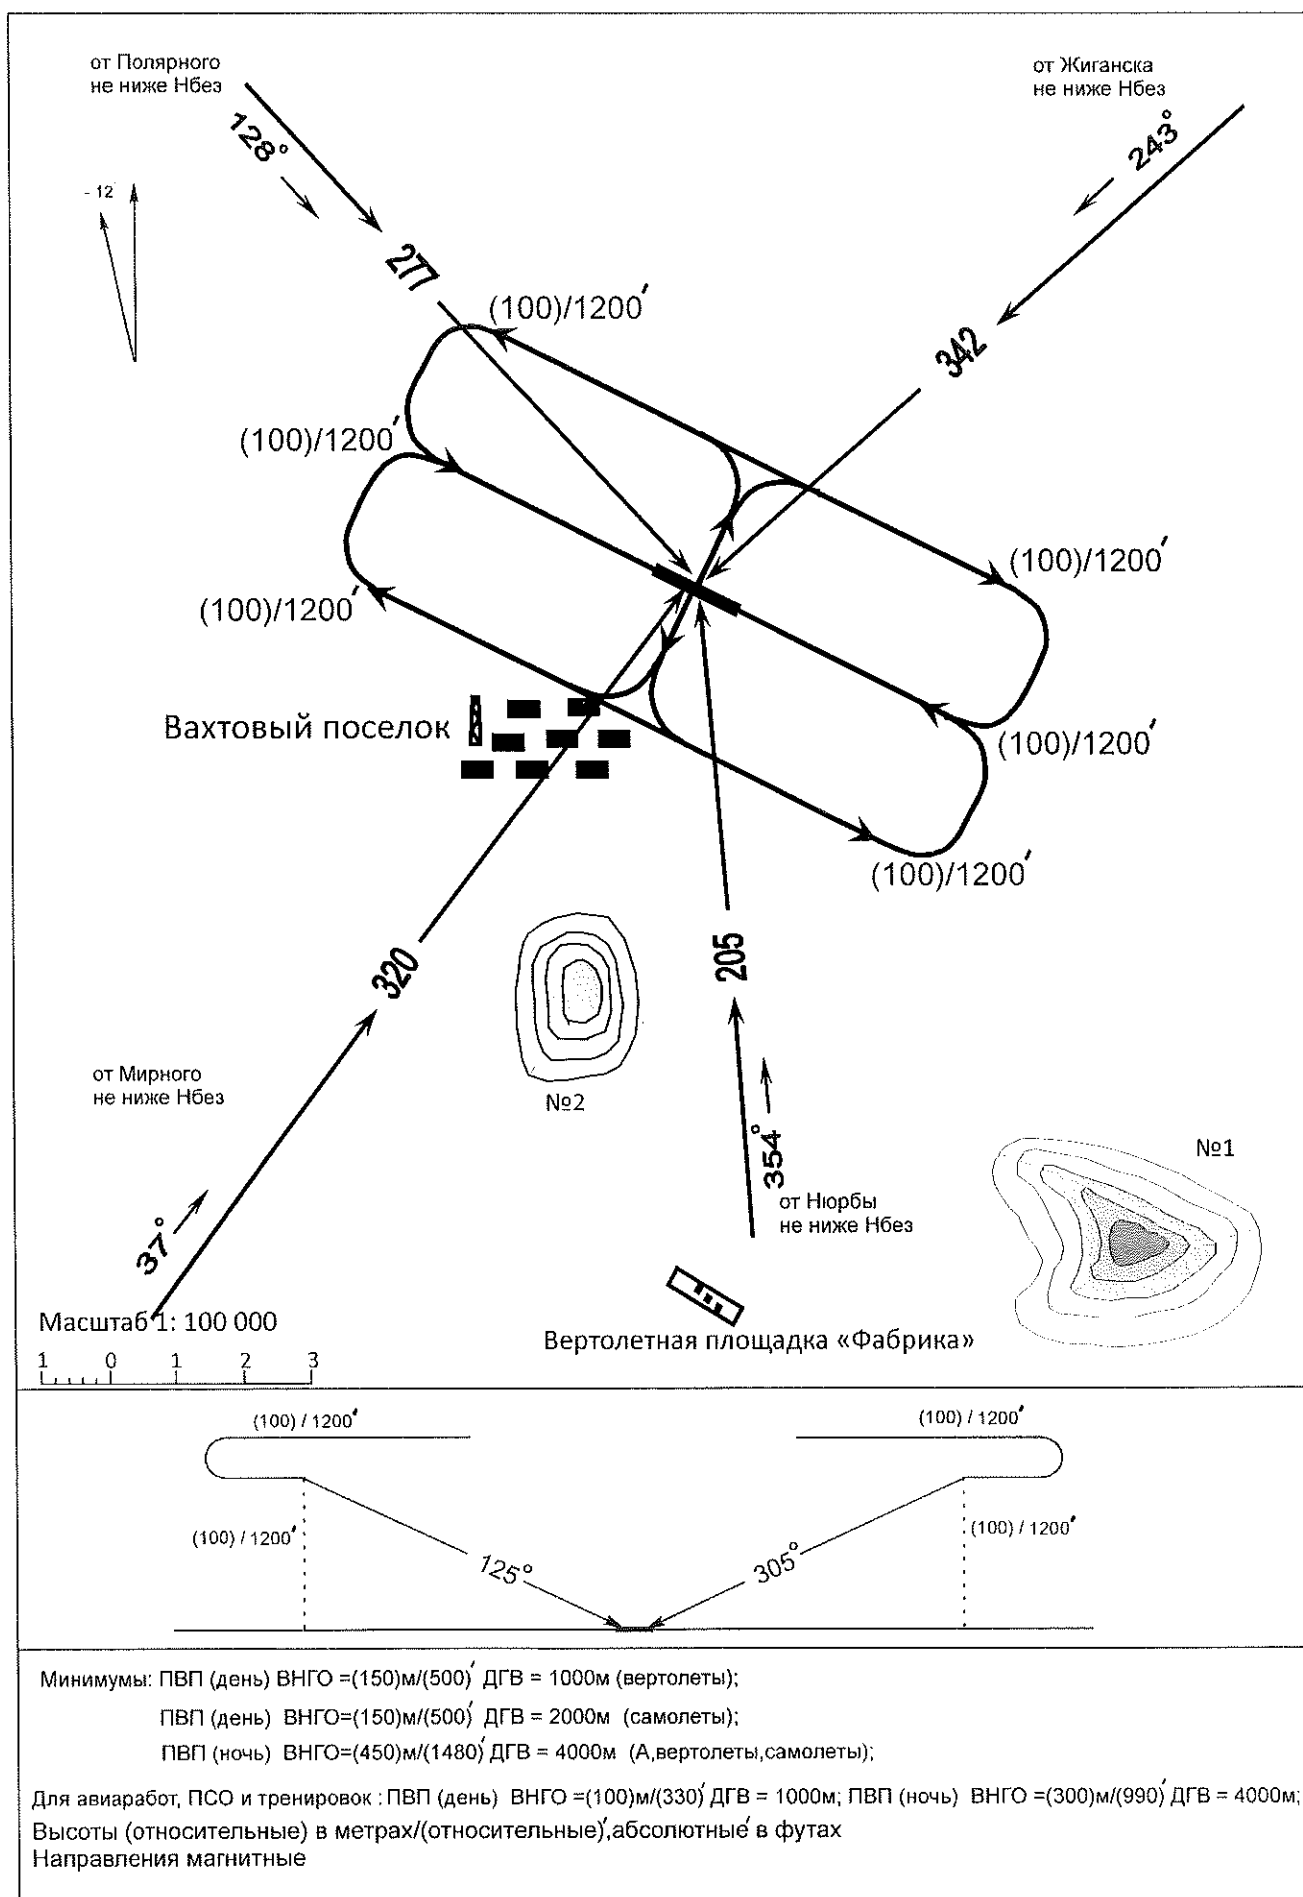 от Полярного
не ниже Нбез
от Жиганска
не ниже Нбез
128°
243°
- 12
277
342
(100)/1200′
(100)/1200′
(100)/1200′
(100)/1200′
(100)/1200′
(100)/1200′
Вахтовый поселок
320
205
№2
от Мирного
не ниже Нбез
37°
354°
от Нюрбы
не ниже Нбез
№1
Масштаб 1: 100 000
1 0 1 2 3
Вертолетная площадка «Фабрика»
(100) / 1200′
(100) / 1200′
(100) / 1200′
(100) / 1200′
125°
305°
Минимумы: ПВП (день) ВНГО =(150)м/(500)′ ДГВ = 1000м (вертолеты);
ПВП (день) ВНГО=(150)м/(500)′ ДГВ = 2000м (самолеты);
ПВП (ночь) ВНГО=(450)м/(1480)′ ДГВ = 4000м (А,вертолеты,самолеты);
Для авиаработ, ПСО и тренировок : ПВП (день) ВНГО =(100)м/(330)′ ДГВ = 1000м; ПВП (ночь) ВНГО =(300)м/(990)′ ДГВ = 4000м;
Высоты (относительные) в метрах/(относительные)′,абсолютные′ в футах
Направления магнитные